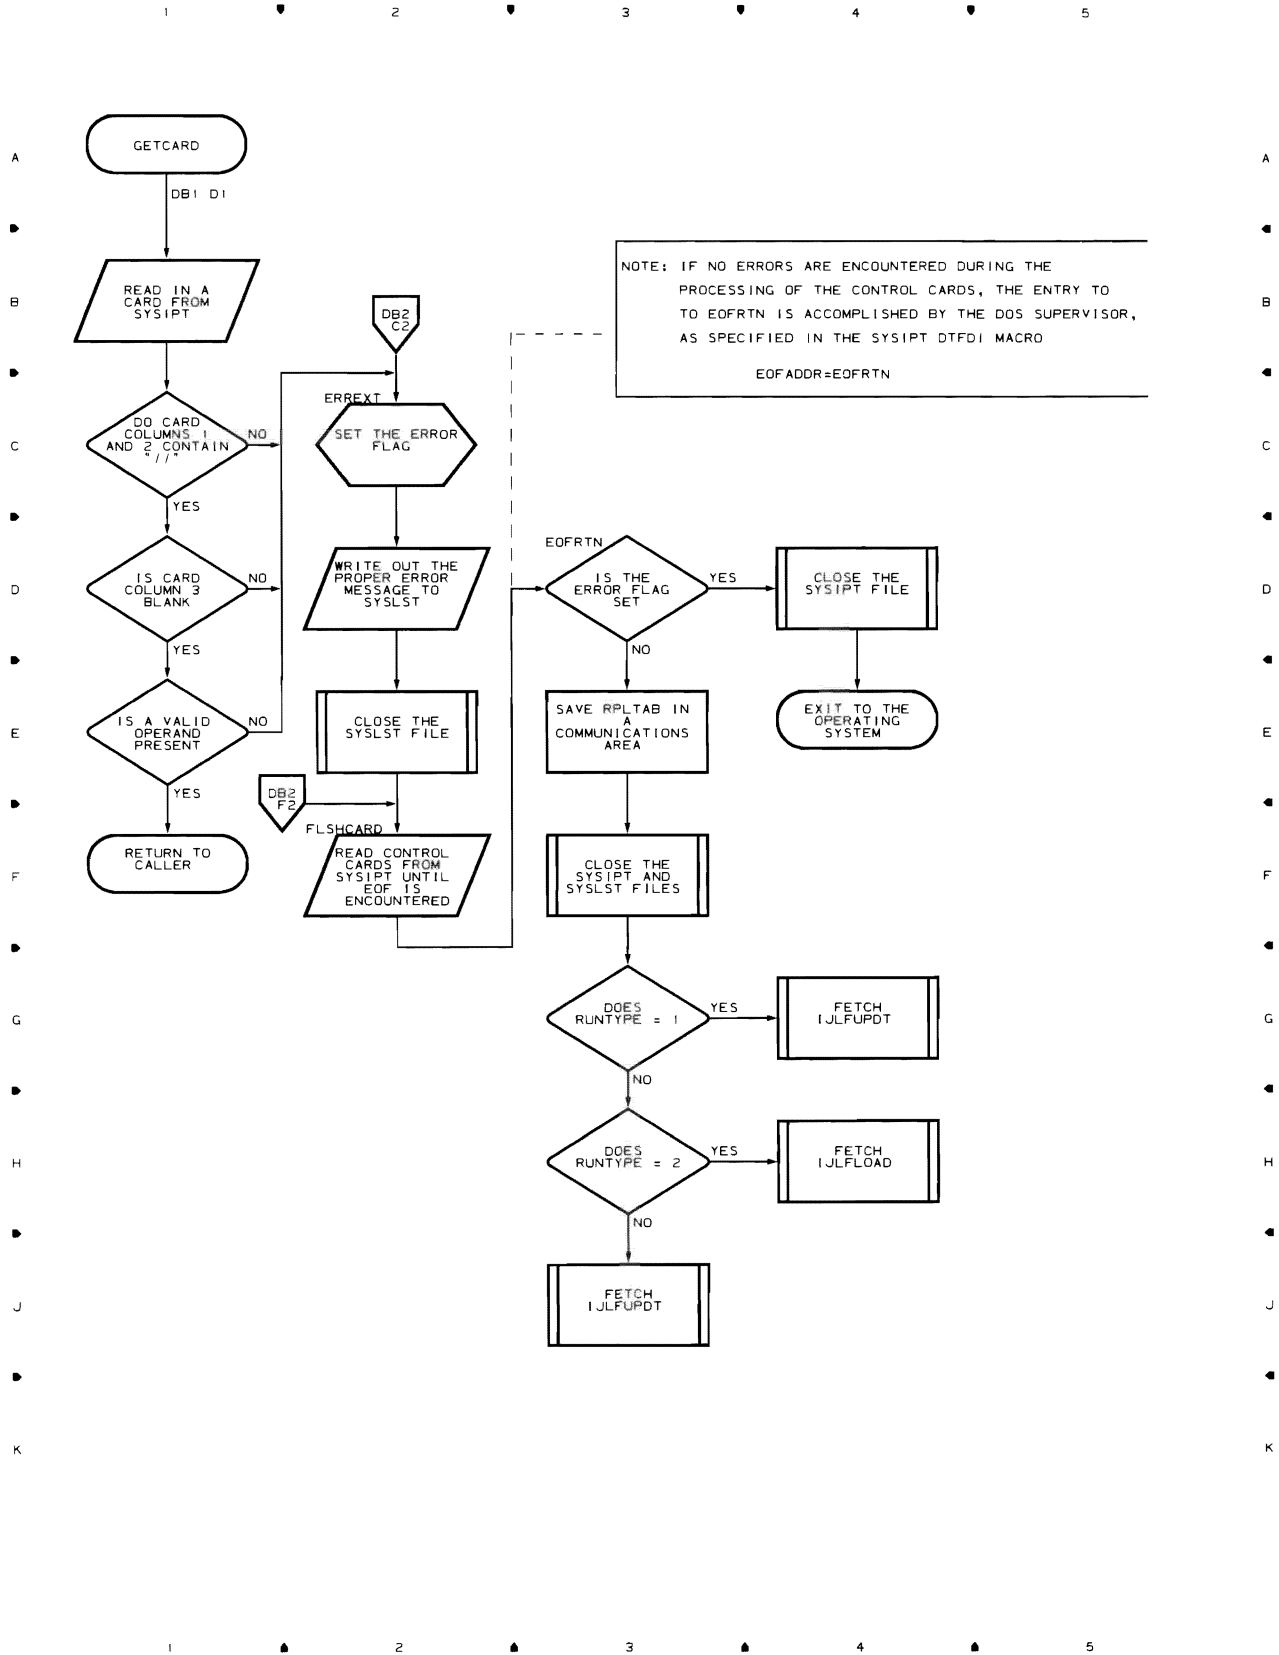 1 2 3 4 5
A A
GETCARD
DB1 D1
B B
READ IN A
CARD FROM
SYSIPT
DB2
C2
NOTE: IF NO ERRORS ARE ENCOUNTERED DURING THE
PROCESSING OF THE CONTROL CARDS, THE ENTRY TO
TO EOFRTN IS ACCOMPLISHED BY THE DOS SUPERVISOR,
AS SPECIFIED IN THE SYSIPT DTFDI MACRO
EOFADDR=EOFRTN
C C
DO CARD
COLUMNS 1
AND 2 CONTAIN
"//"
NO
YES
ERREXT
SET THE ERROR
FLAG
D D
IS CARD
COLUMN 3
BLANK
NO
YES
WRITE OUT THE
PROPER ERROR
MESSAGE TO
SYSLST
EOFRTN
IS THE
ERROR FLAG
SET
YES
NO
CLOSE THE
SYSIPT FILE
E E
IS A VALID
OPERAND
PRESENT
NO
YES
CLOSE THE
SYSLST FILE
SAVE RPLTAB IN
A
COMMUNICATIONS
AREA
EXIT TO THE
OPERATING
SYSTEM
DB2
F2
F F
RETURN TO
CALLER
FLSHCARD
READ CONTROL
CARDS FROM
SYSIPT UNTIL
EOF IS
ENCOUNTERED
CLOSE THE
SYSIPT AND
SYSLST FILES
G G
DOES
RUNTYPE = 1
YES
NO
FETCH
IJLFUPDT
H H
DOES
RUNTYPE = 2
YES
NO
FETCH
IJLFLOAD
J J
FETCH
IJLFUPDT
K K
1 2 3 4 5